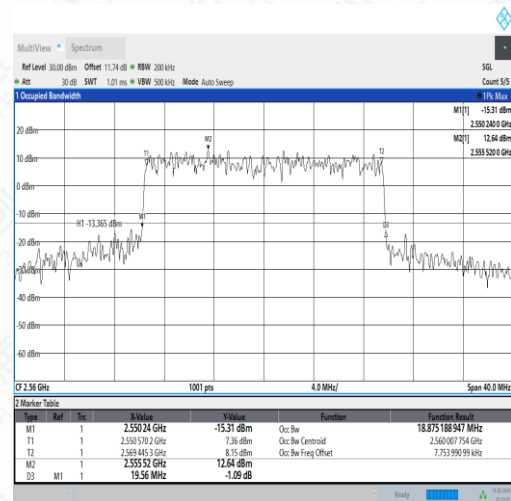 MultiView Spectrum
Ref Level 30.00 dBm Offset 11.74 dB RBW 200 kHz SGL
Att 30 dB SWT 1.01 ms VBW 500 kHz Mode Auto Sweep Count 5/5
1 Occupied Bandwidth 1Pk Max
M1[1] -15.31 dBm
2.550 240 0 GHz
M2[1] 12.64 dBm
2.555 520 0 GHz
20 dBm
M2
T1 T2
10 dBm
0 dBm
-10 dBm
M1
H1 -13.365 dBm
D3
-20 dBm
-30 dBm
-40 dBm
-50 dBm
-60 dBm
CF 2.56 GHz 1001 pts 4.0 MHz/ Span 40.0 MHz
2 Marker Table
Type Ref Trc X-Value Y-Value Function Function Result
M1 1 2.55024 GHz -15.31 dBm Occ Bw 18.875 188 947 MHz
T1 1 2.550 570 2 GHz 7.36 dBm Occ Bw Centroid 2.560 007 754 GHz
T2 1 2.569 445 3 GHz 8.15 dBm Occ Bw Freq Offset 7.753 990 99 kHz
M2 1 2.55552 GHz 12.64 dBm
D3 M1 1 19.56 MHz -1.09 dB
Ready